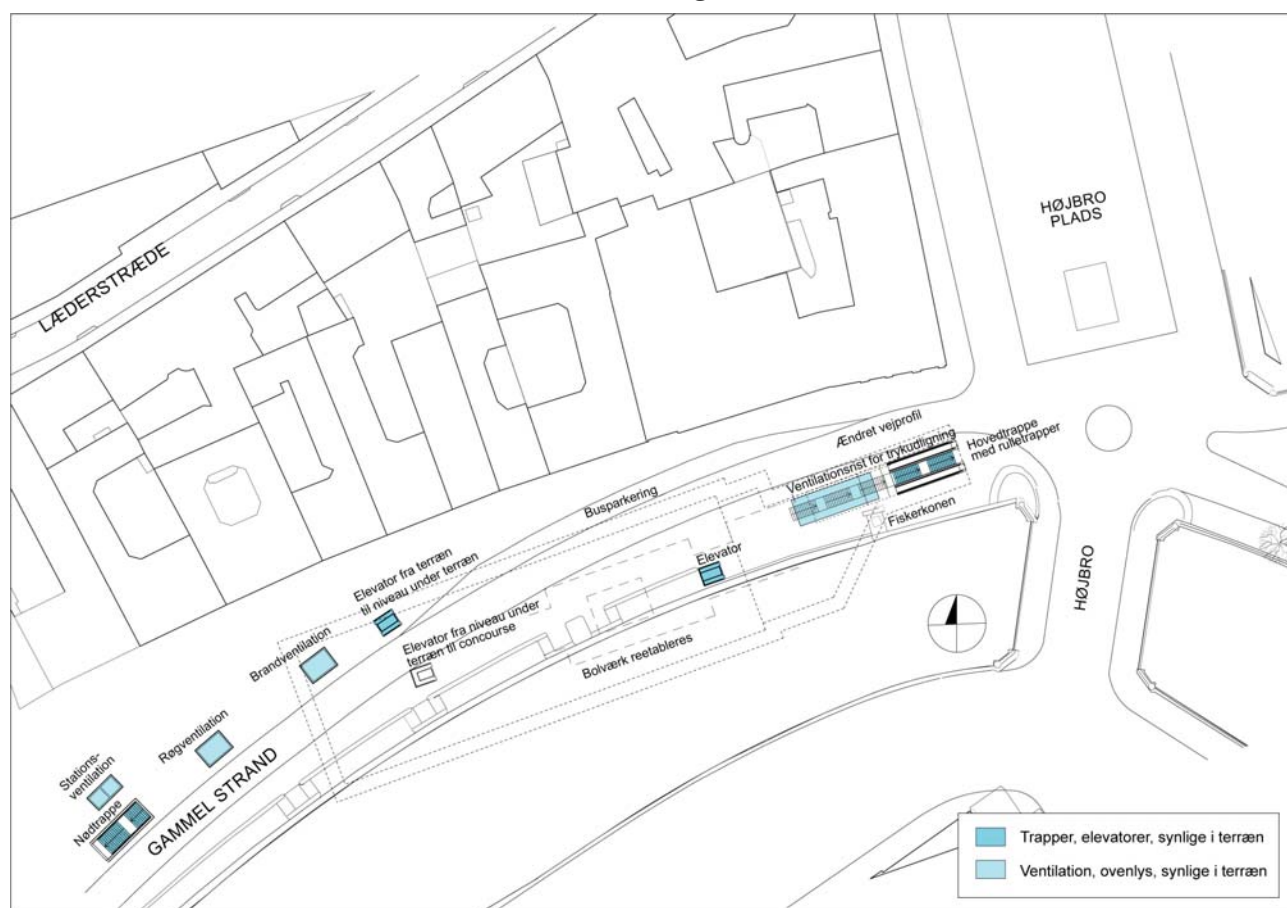 LÆDERSTRÆDE
HØJBRO
PLADS
Ændret vejprofil
Hovedtrappe
med rulletrapper
Ventilationsrist for trykudligning
Busparkering
Fiskerkonen
Elevator
HØJBRO
Elevator fra terræn
til niveau under terræn
Elevator fra niveau under
terræn til concourse
Brandventilation
Bolværk reetableres
Røgventilation
Stations-
ventilation
Nødtrappe
GAMMEL STRAND
Trapper, elevatorer, synlige i terræn
Ventilation, ovenlys, synlige i terræn